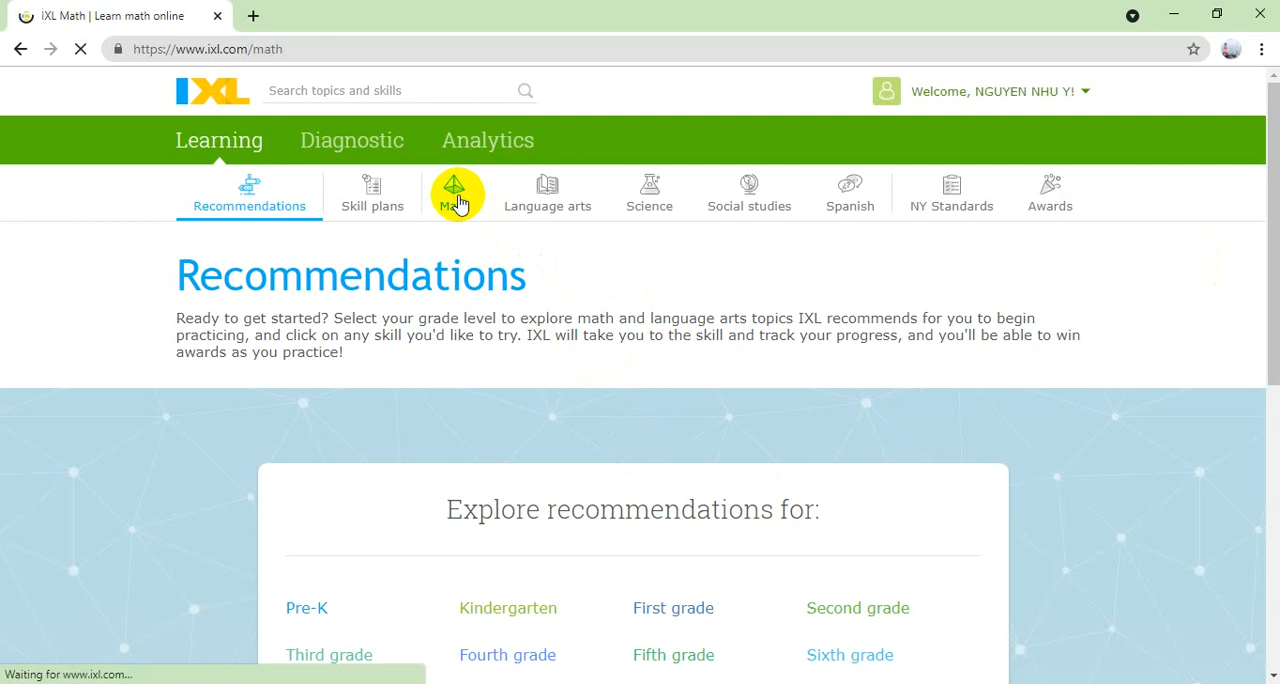 IXL Math | Learn math online
https://www.ixl.com/math
IXL
Search topics and skills
Welcome, NGUYEN NHU Y!
Learning Diagnostic Analytics
Recommendations Skill plans Language arts Science Social studies Spanish NY Standards Awards
Recommendations
Ready to get started? Select your grade level to explore math and language arts topics IXL recommends for you to begin
practicing, and click on any skill you'd like to try. IXL will take you to the skill and track your progress, and you'll be able to win
awards as you practice!
Explore recommendations for:
Pre-K Kindergarten First grade Second grade
Third grade Fourth grade Fifth grade Sixth grade
Waiting for www.ixl.com...